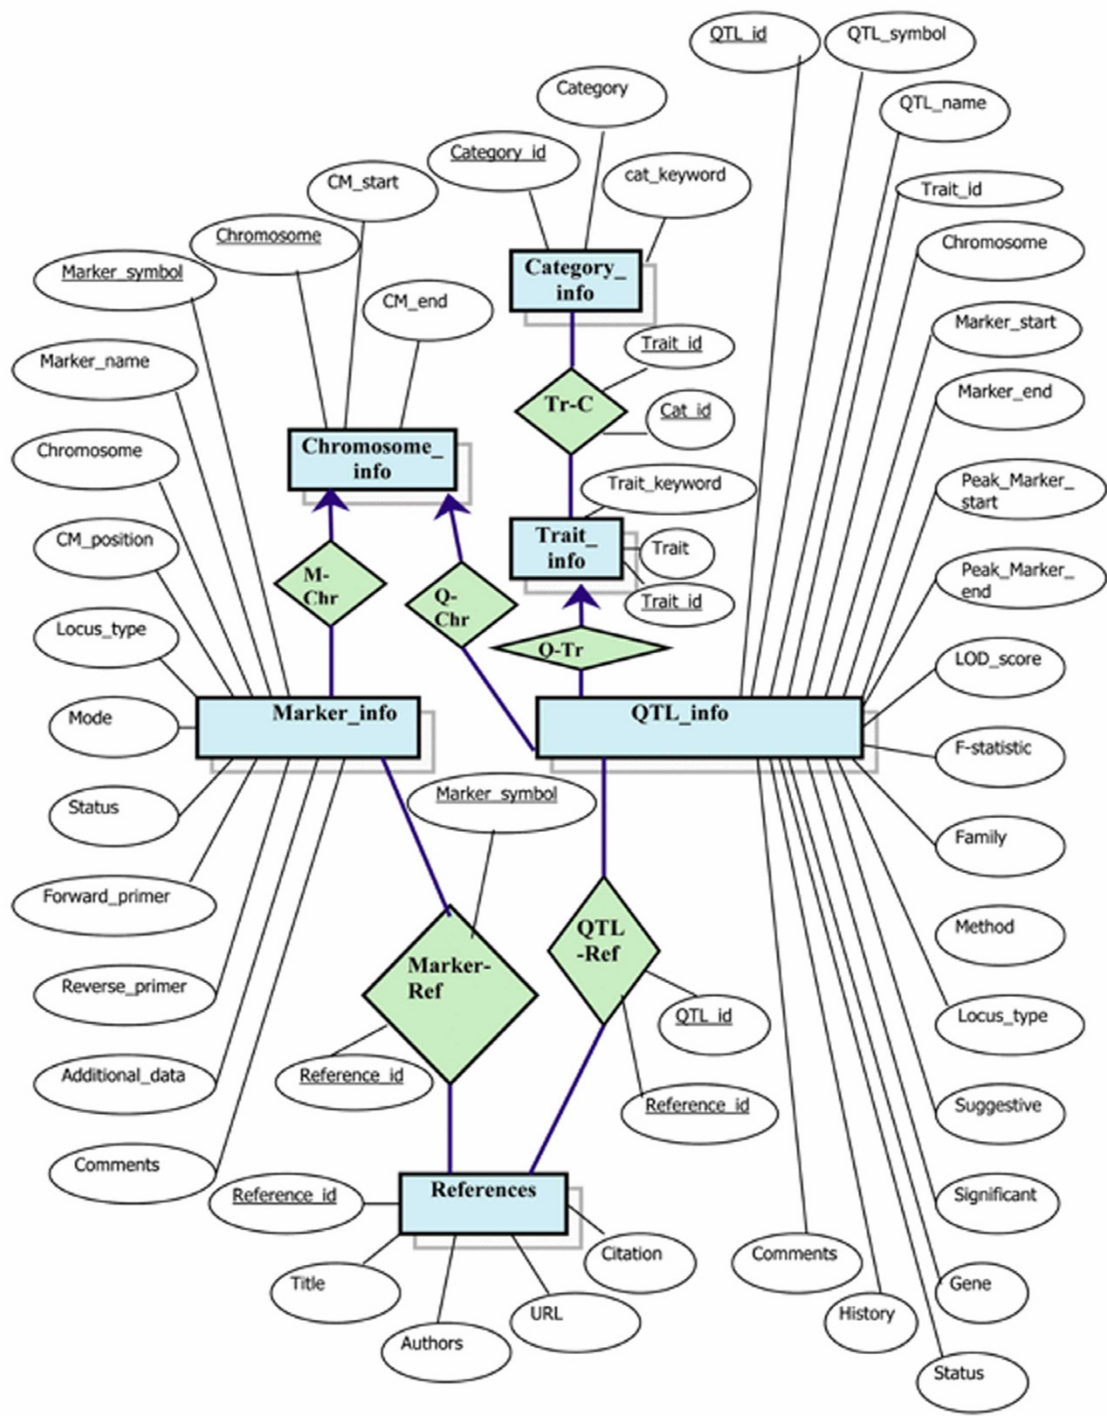 QTL_id
QTL_symbol
Category
QTL_name
Category_id
cat_keyword
CM_start
Trait_id
Chromosome
Chromosome
Marker_symbol
Category_
info
CM_end
Marker_start
Trait_id
Marker_name
Marker_end
Tr-C
Cat_id
Chromosome
Chromosome_
info
Trait_keyword
Peak_Marker_
start
CM_position
Trait_
info
Trait
M-
Chr
Q-
Chr
Peak_Marker_
end
Trait_id
Locus_type
Q-Tr
LOD_score
Mode
Marker_info
QTL_info
F-statistic
Marker_symbol
Status
Family
Forward_primer
QTL
-Ref
Method
Marker-
Ref
Reverse_primer
QTL_id
Locus_type
Additional_data
Reference_id
Reference_id
Suggestive
Comments
Reference_id
References
Significant
Citation
Comments
Title
URL
Gene
Authors
History
Status